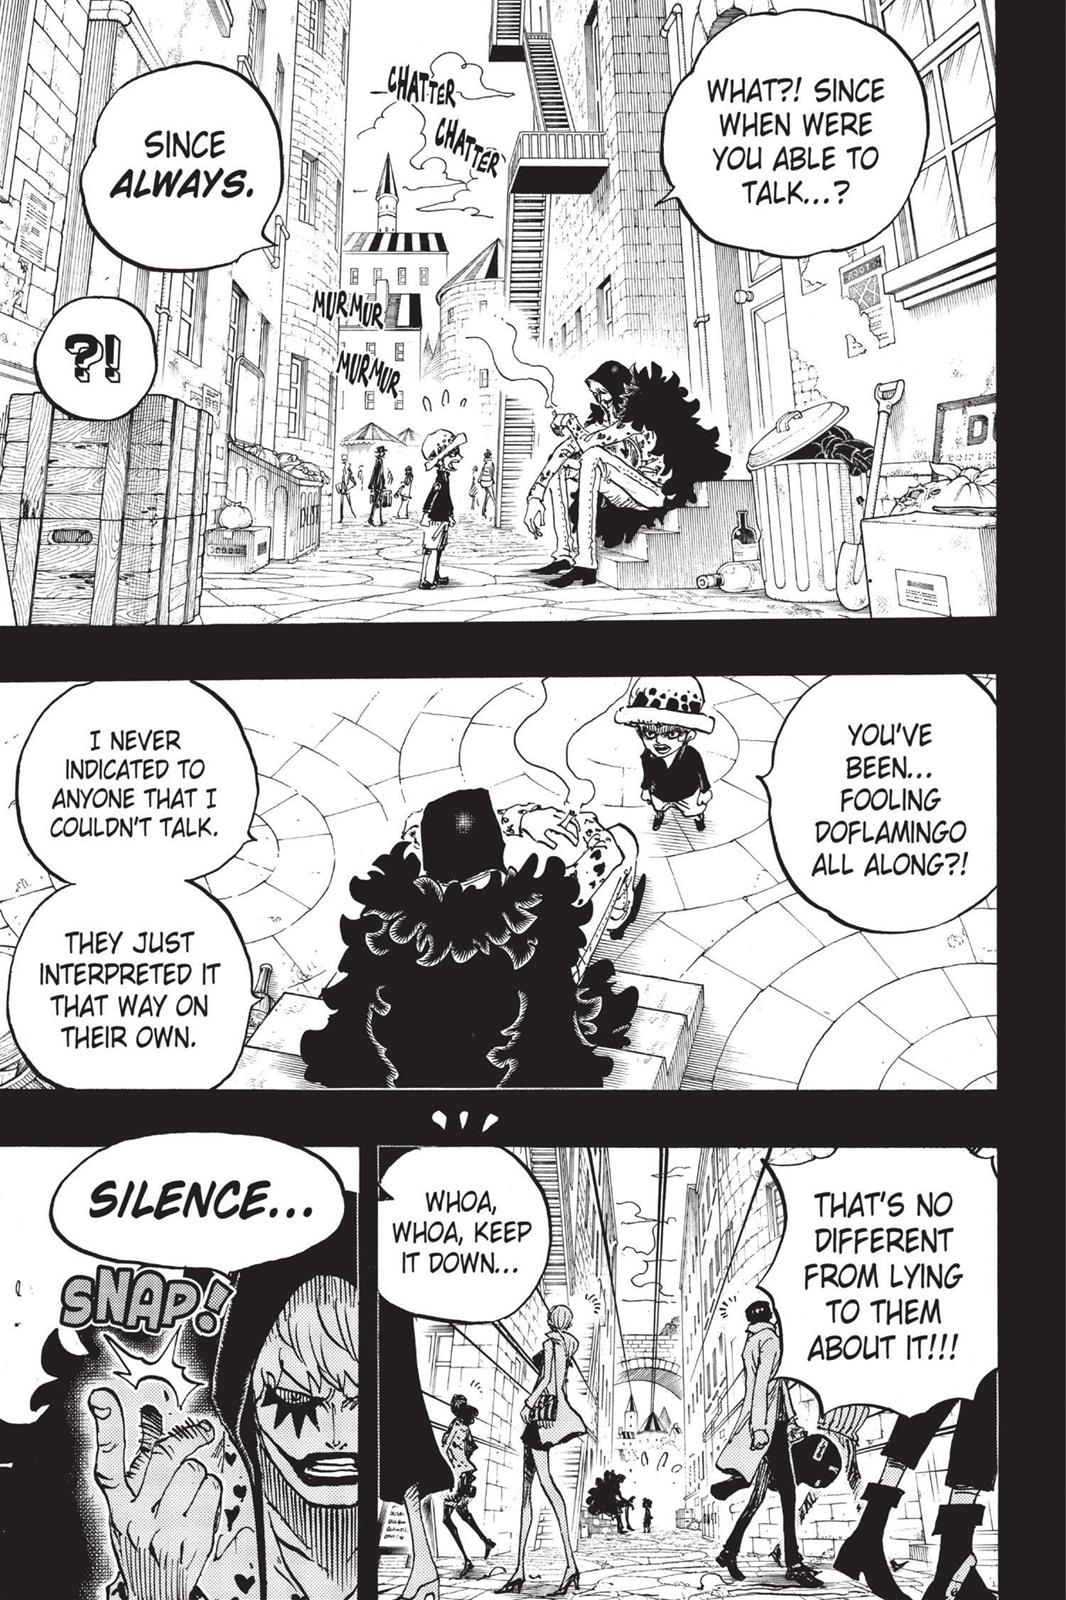 WHAT?! SINCE
WHEN WERE
YOU ABLE TO
TALK...?
CHATTER
CHATTER
SINCE
ALWAYS.
MURMUR
MURMUR
?!
DU
DUST
YOU'VE
BEEN...
FOOLING
DOFLAMINGO
ALL ALONG?!
I NEVER
INDICATED TO
ANYONE THAT I
COULDN'T TALK.
THEY JUST
INTERPRETED IT
THAT WAY ON
THEIR OWN.
THAT'S NO
DIFFERENT
FROM LYING
TO THEM
ABOUT IT!!!
WHOA,
WHOA, KEEP
IT DOWN...
SILENCE...
SNAP!